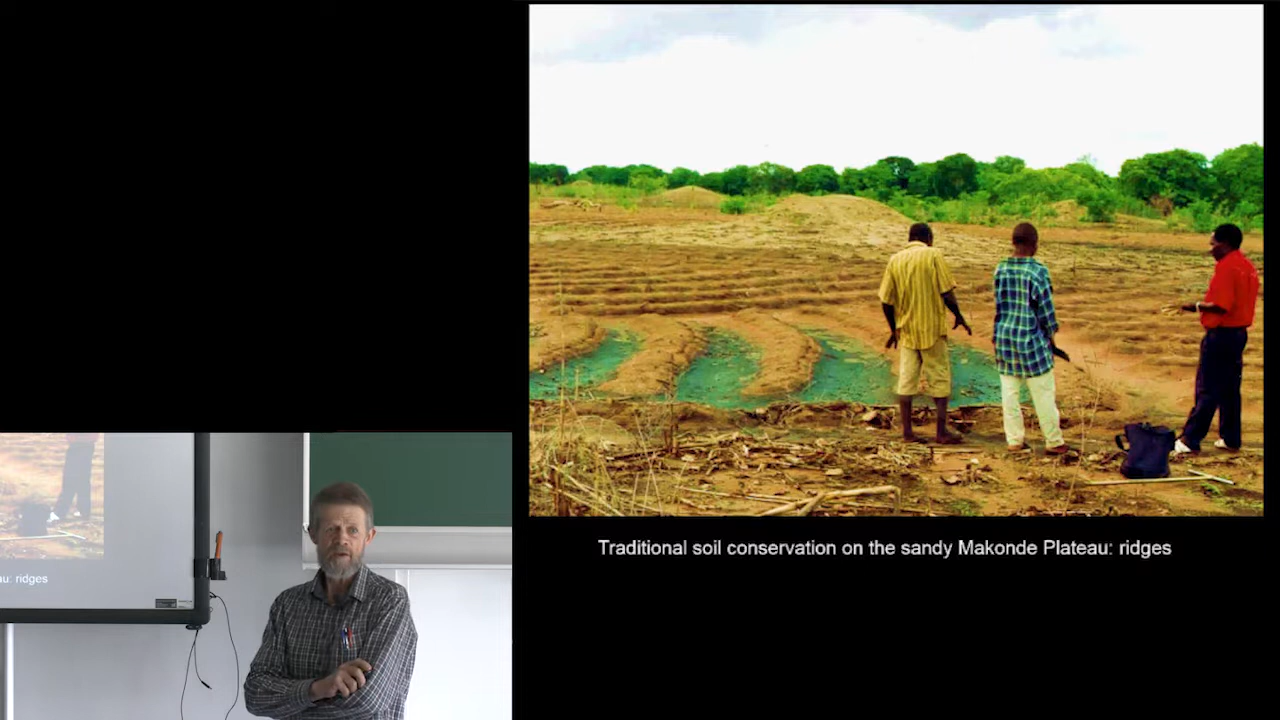 Traditional soil conservation on the sandy Makonde Plateau: ridges
au: ridges